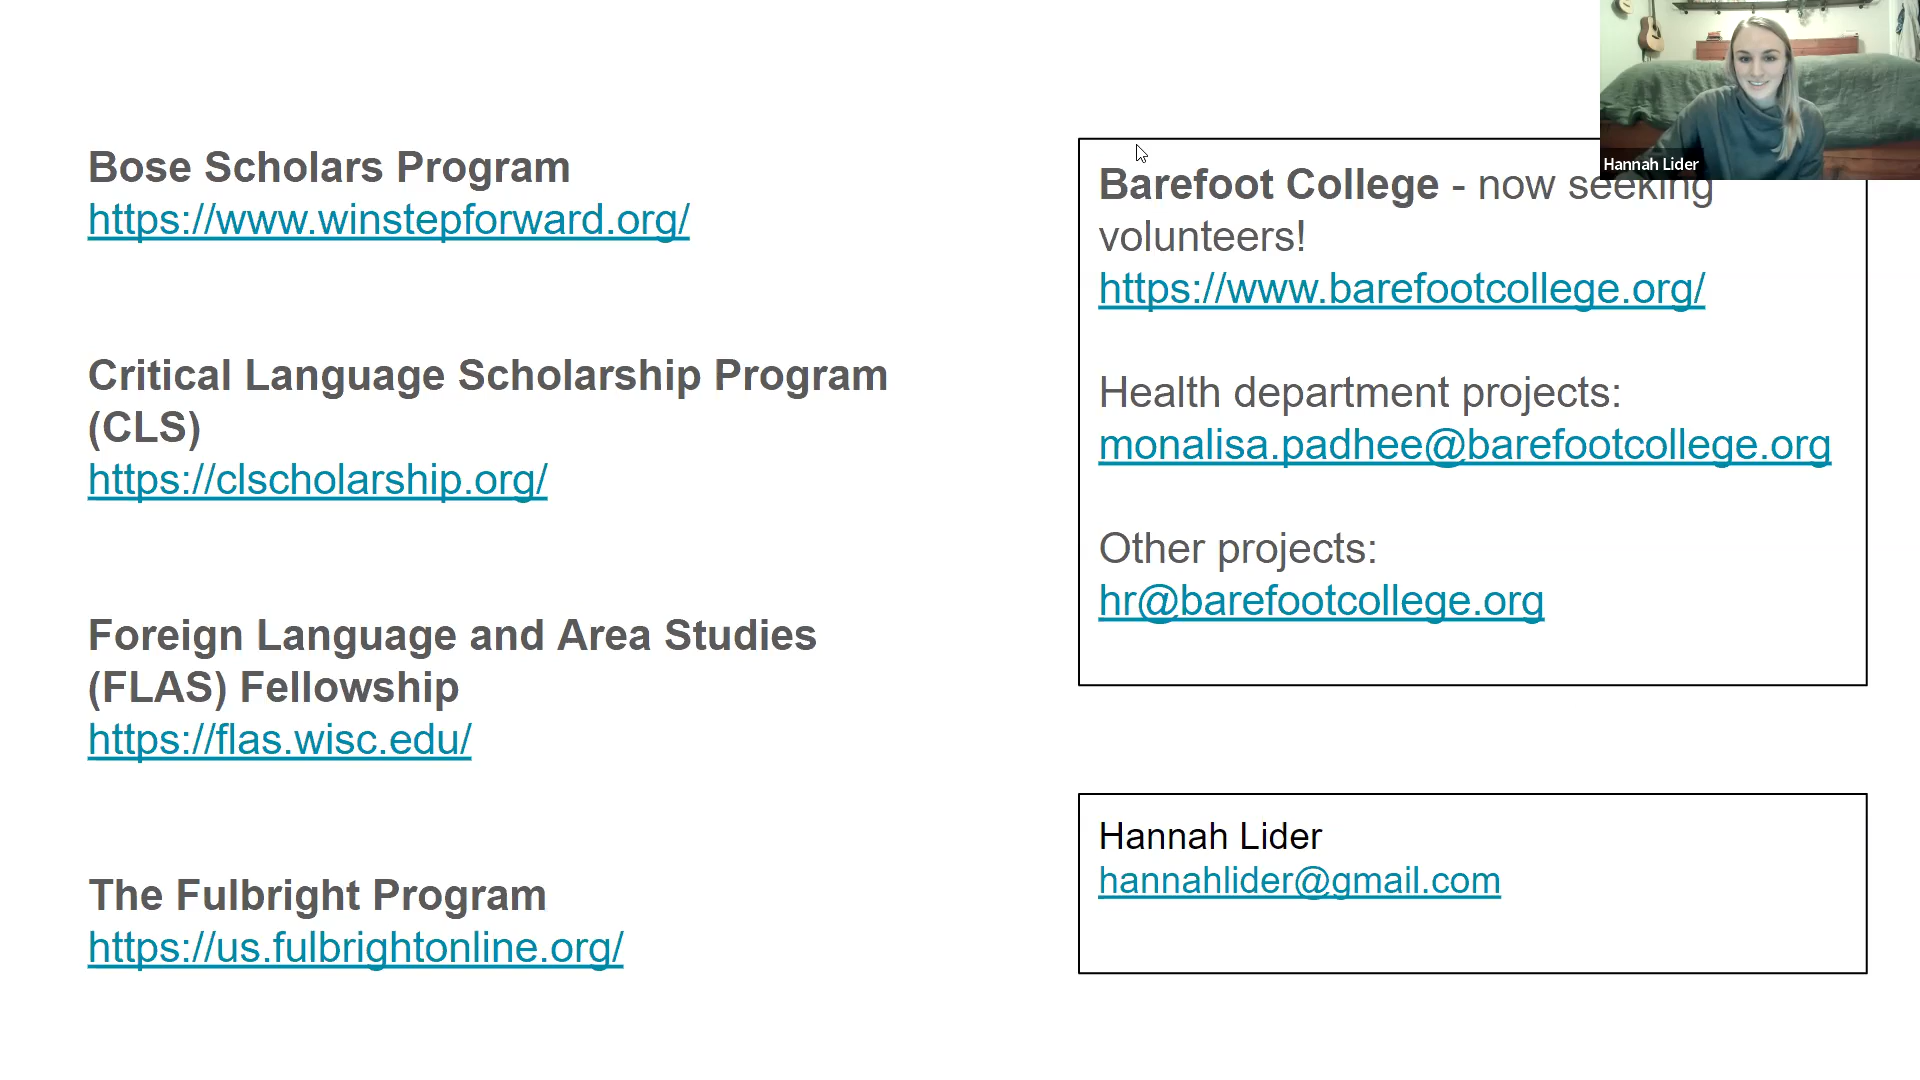 Bose Scholars Program
https://www.winstepforward.org/
Critical Language Scholarship Program
(CLS)
https://clscholarship.org/
Foreign Language and Area Studies
(FLAS) Fellowship
https://flas.wisc.edu/
The Fulbright Program
https://us.fulbrightonline.org/
Hannah Lider
Barefoot College - now seeking
volunteers!
https://www.barefootcollege.org/
Health department projects:
monalisa.padhee@barefootcollege.org
Other projects:
hr@barefootcollege.org
Hannah Lider
hannahlider@gmail.com